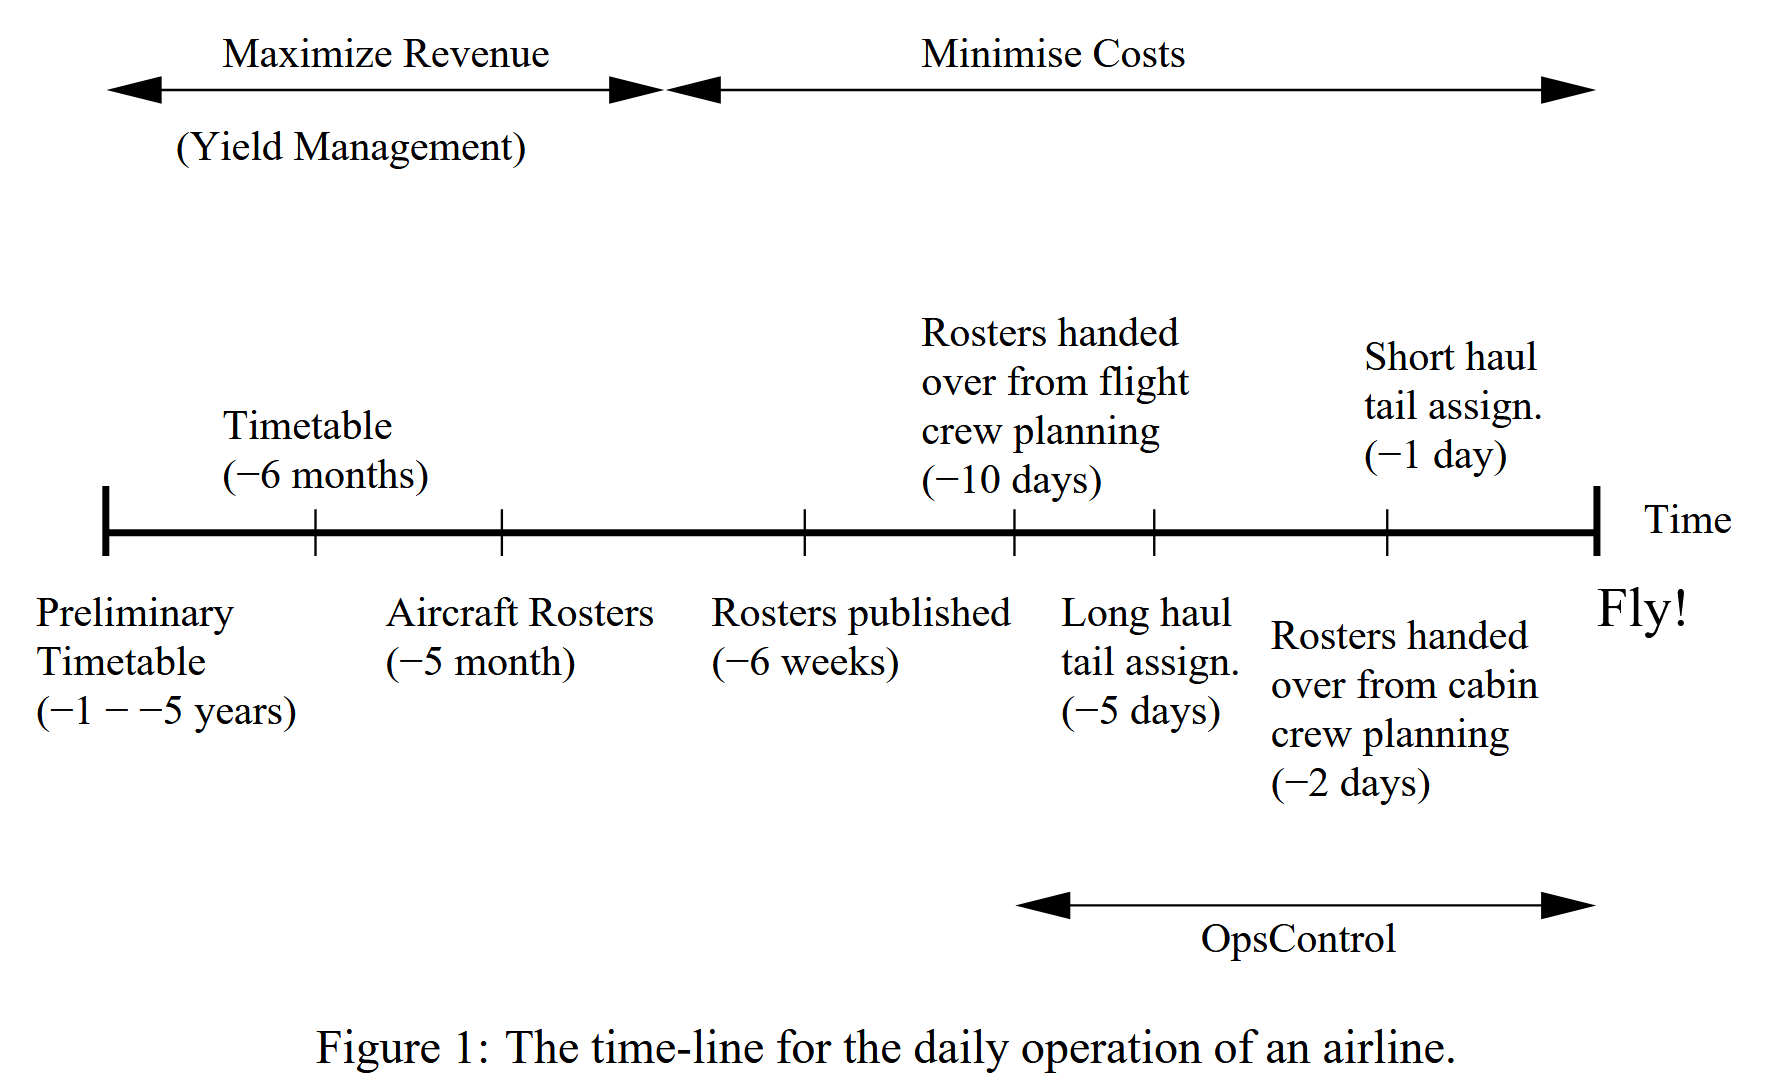 Maximize Revenue
Minimise Costs
(Yield Management)
Rosters handed
over from flight
crew planning
(−10 days)
Short haul
tail assign.
(−1 day)
Timetable
(−6 months)
Time
Preliminary
Timetable
(−1 − −5 years)
Aircraft Rosters
(−5 month)
Rosters published
(−6 weeks)
Long haul
tail assign.
(−5 days)
Rosters handed
over from cabin
crew planning
(−2 days)
Fly!
OpsControl
Figure 1: The time-line for the daily operation of an airline.